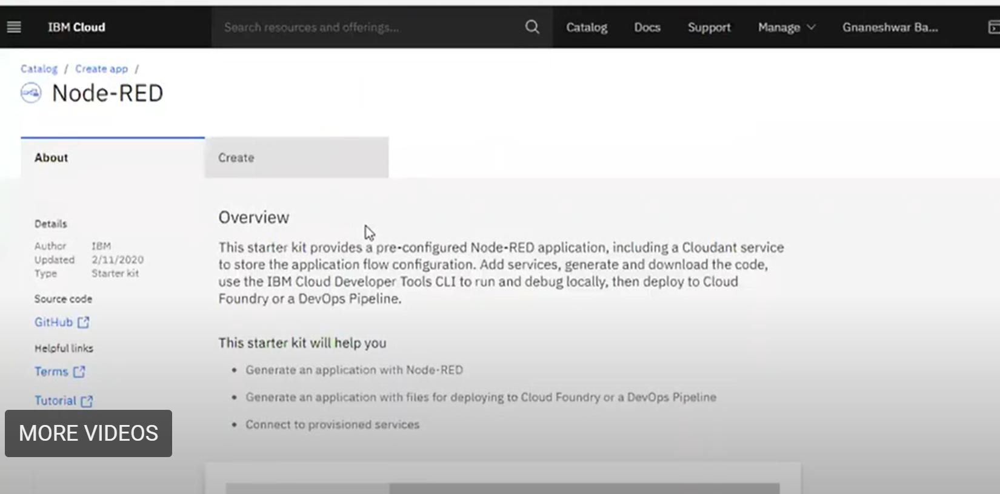 IBM Cloud
Search resources and offerings...
Catalog
Docs
Support
Manage
Gnaneshwar Ba...
Catalog / Create app /
Node-RED
About
Create
Details
Author IBM
Updated 2/11/2020
Type Starter kit
Source code
GitHub
Helpful links
Terms
Tutorial
MORE VIDEOS
Overview
This starter kit provides a pre-configured Node-RED application, including a Cloudant service
to store the application flow configuration. Add services, generate and download the code,
use the IBM Cloud Developer Tools CLI to run and debug locally, then deploy to Cloud
Foundry or a DevOps Pipeline.
This starter kit will help you
• Generate an application with Node-RED
• Generate an application with files for deploying to Cloud Foundry or a DevOps Pipeline
• Connect to provisioned services